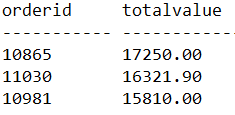 orderid totalvalue
----------- ------------
10865 17250.00
11030 16321.90
10981 15810.00